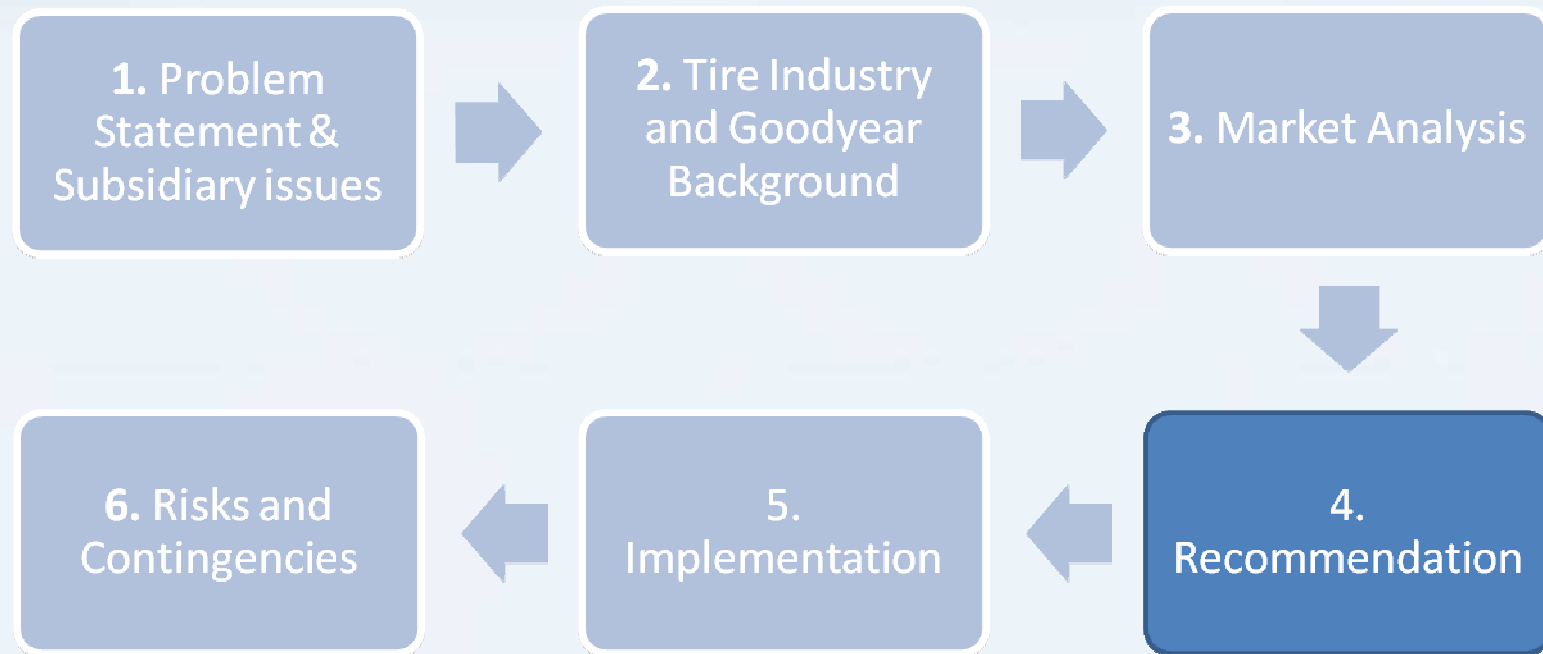 1. Problem
Statement &
Subsidiary issues
2. Tire Industry
and Goodyear
Background
3. Market Analysis
4.
Recommendation
5.
Implementation
6. Risks and
Contingencies